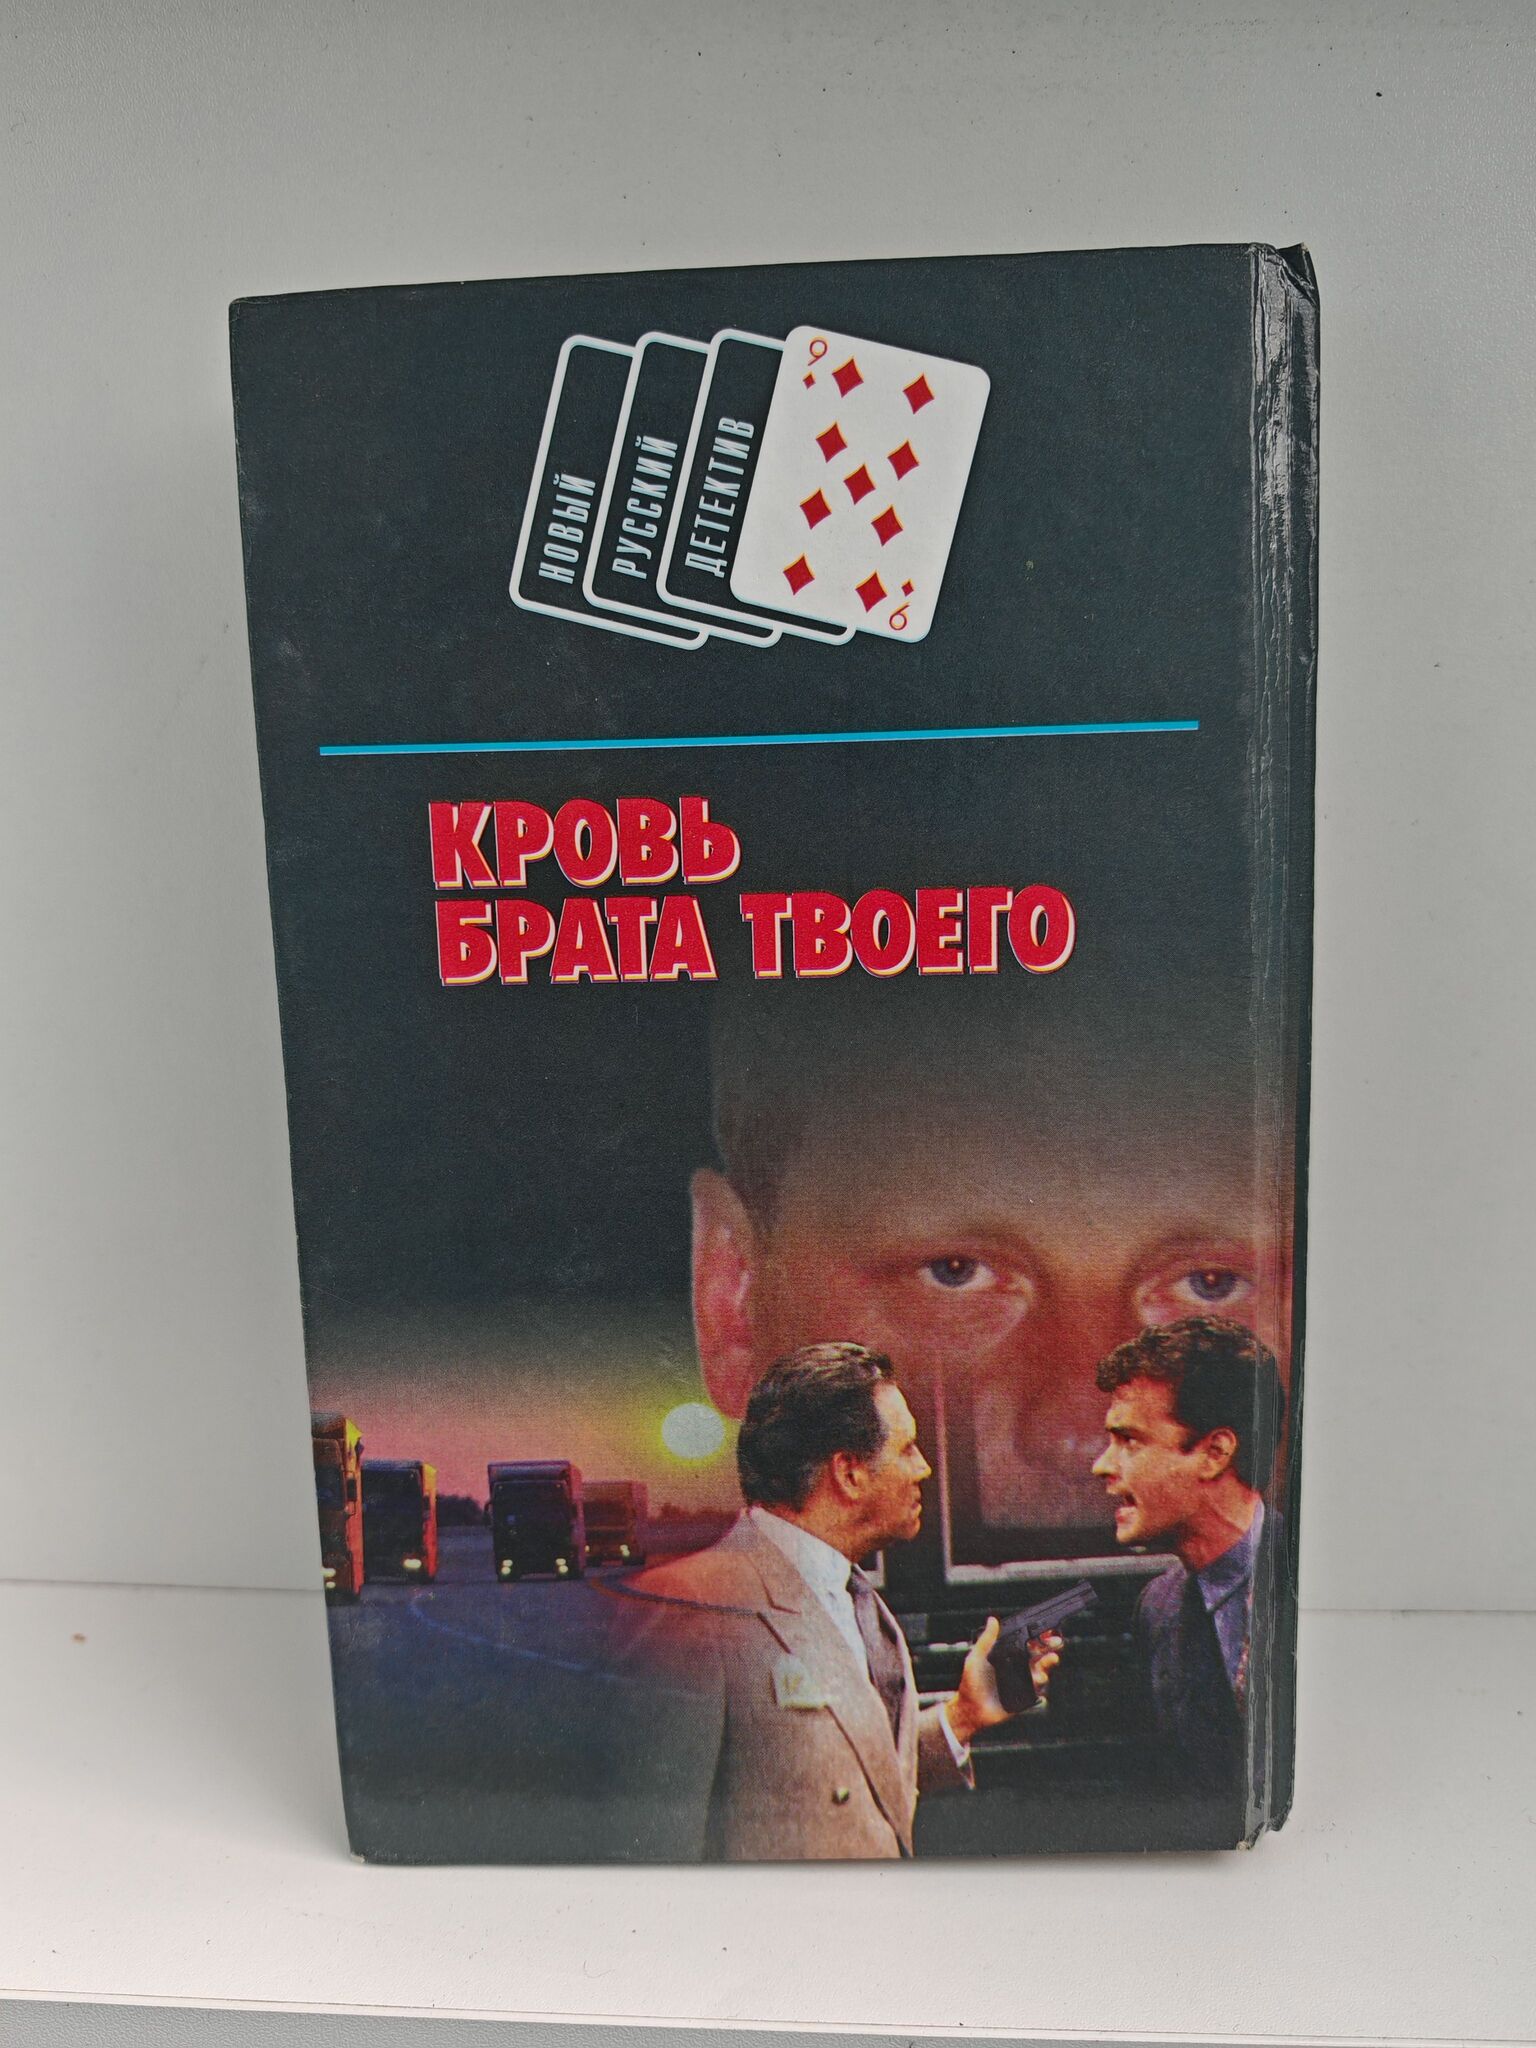 НОВЫЙ
РУССКИЙ
ДЕТЕКТИВ
9
9
КРОВЬ
БРАТА ТВОЕГО